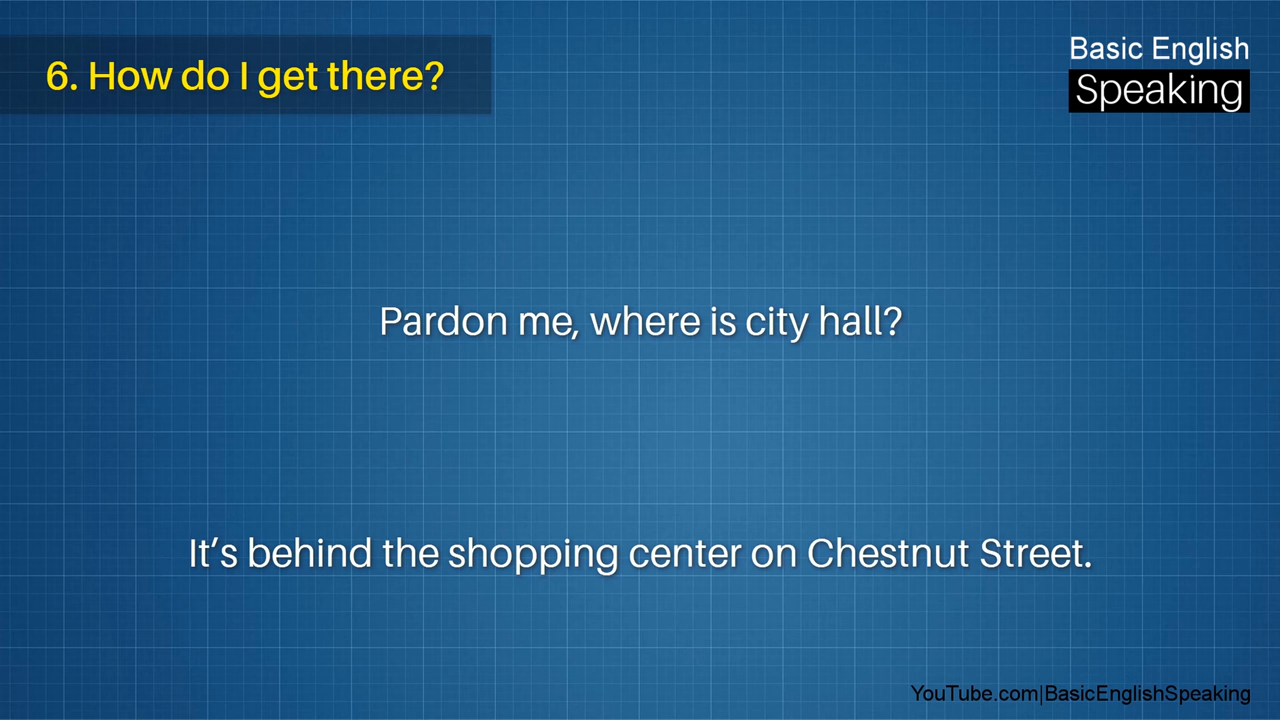 6. How do I get there?
Basic English
Speaking
Pardon me, where is city hall?
It’s behind the shopping center on Chestnut Street.
YouTube.com|BasicEnglishSpeaking